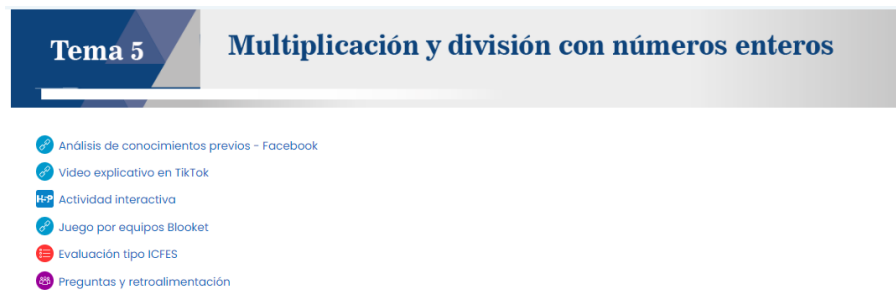 Tema 5
Multiplicación y división con números enteros
Análisis de conocimientos previos - Facebook
Video explicativo en TikTok
H-P Actividad interactiva
Juego por equipos Blooket
Evaluación tipo ICFES
Preguntas y retroalimentación